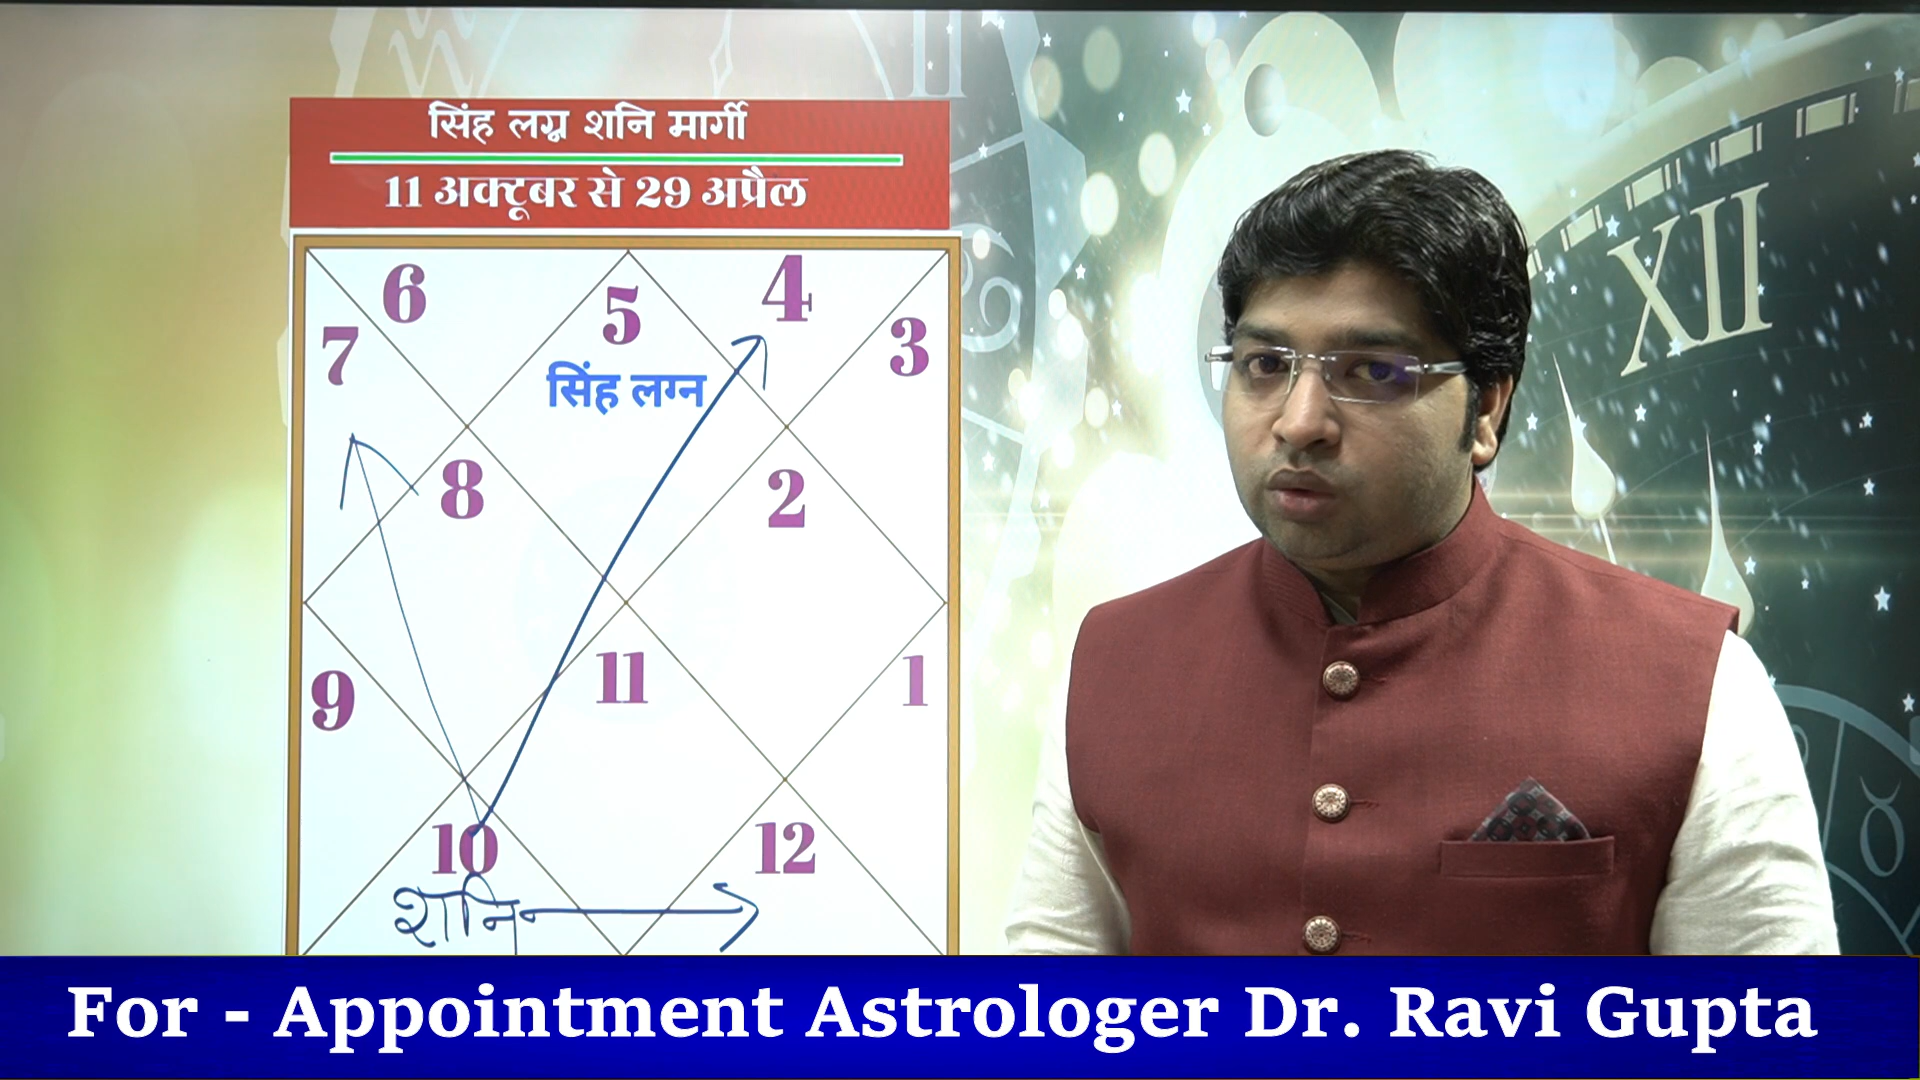 सिंह लग्न शनि मार्गी
11 अक्टूबर से 29 अप्रैल
6
5
4
7
3
सिंह लग्न
8
2
9
11
1
10
12
शनि
XII
For - Appointment Astrologer Dr. Ravi Gupta